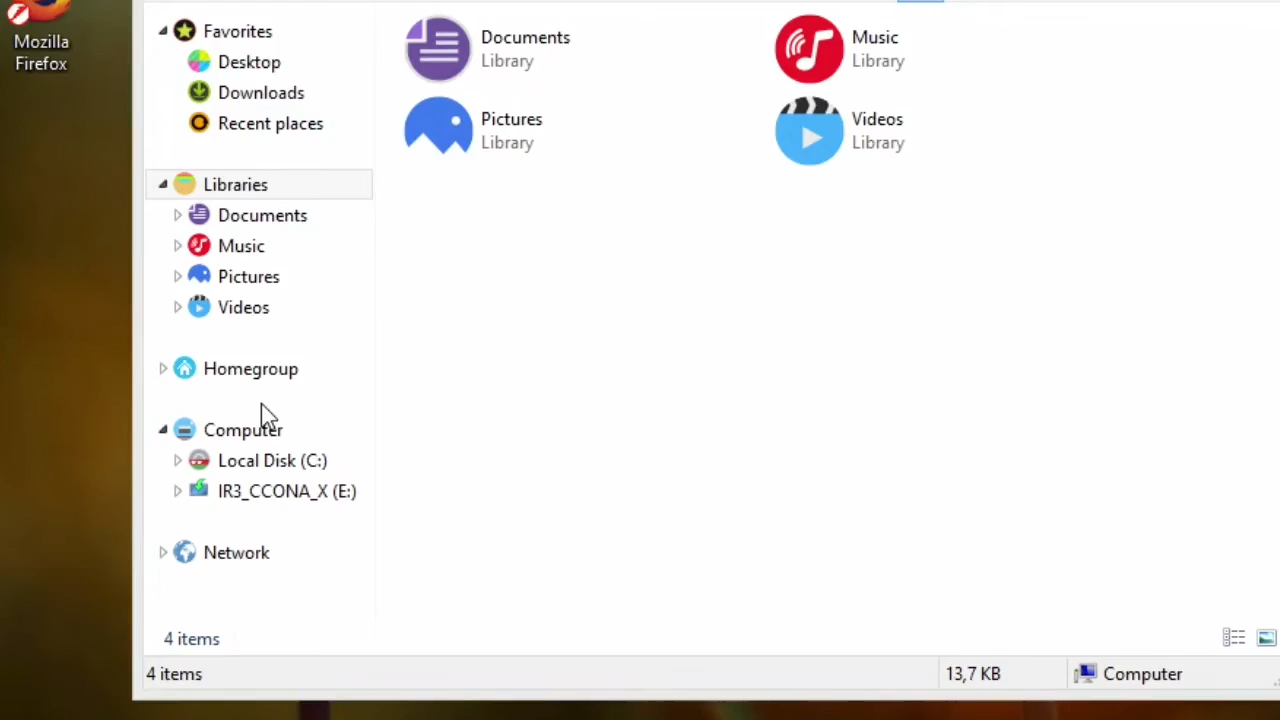 Mozilla
Firefox
Favorites
Desktop
Downloads
Recent places
Libraries
Documents
Music
Pictures
Videos
Homegroup
Computer
Local Disk (C:)
IR3_CCONA_X (E:)
Network
Documents
Library
Music
Library
Pictures
Library
Videos
Library
4 items
4 items
13,7 KB
Computer